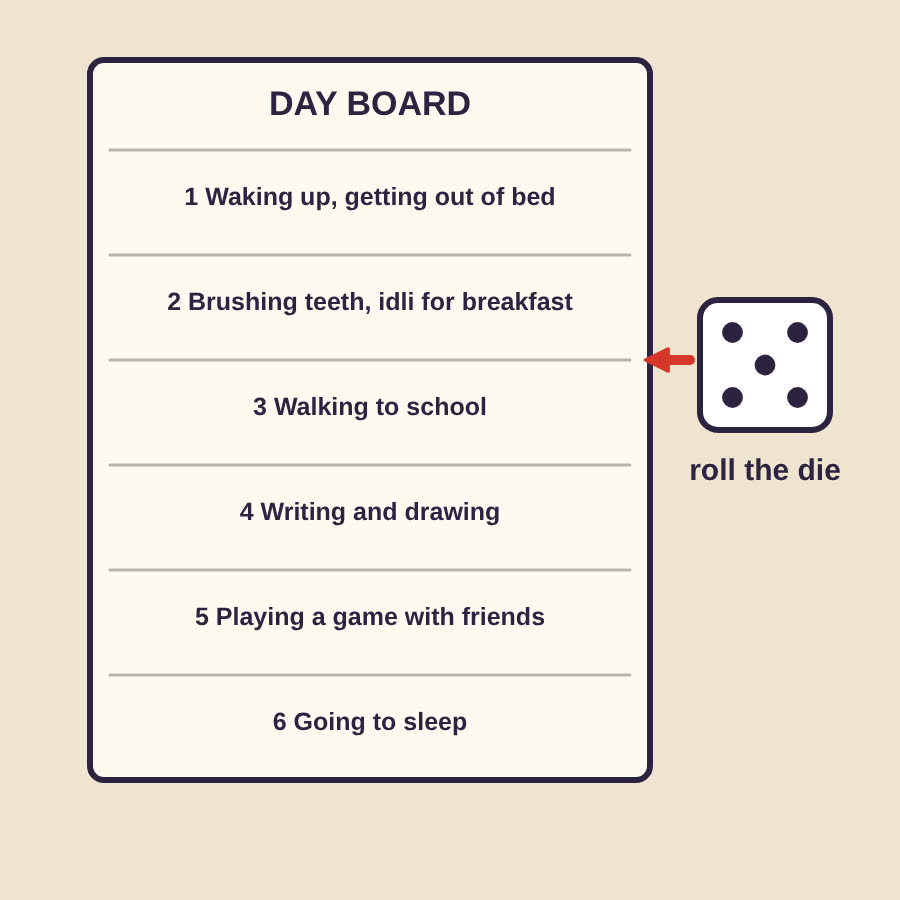 DAY BOARD
1 Waking up, getting out of bed
2 Brushing teeth, idli for breakfast
3 Walking to school
4 Writing and drawing
5 Playing a game with friends
6 Going to sleep
roll the die